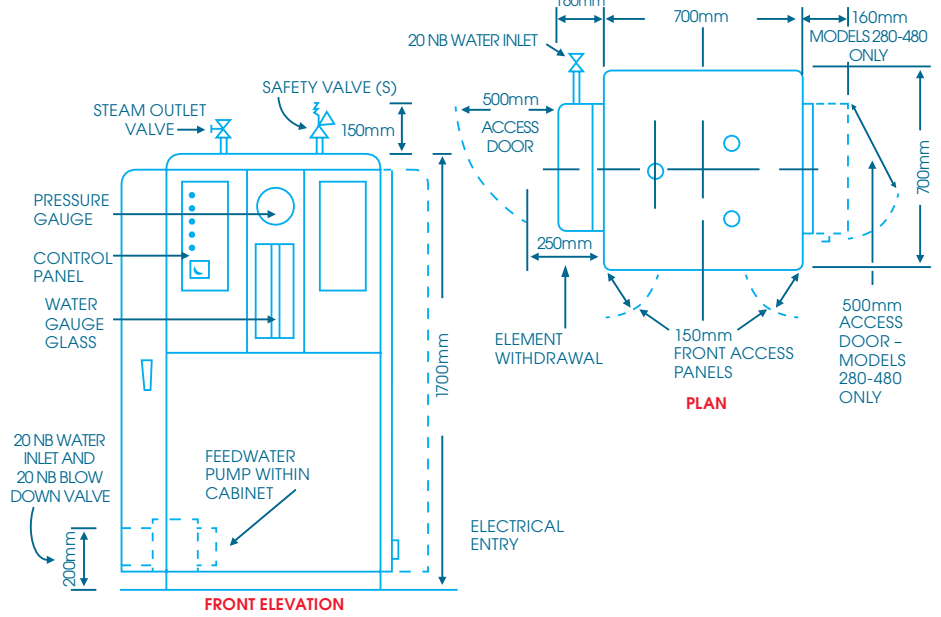 160mm
700mm
160mm
MODELS 280-480
ONLY
20 NB WATER INLET
500mm
ACCESS
DOOR
SAFETY VALVE (S)
STEAM OUTLET
VALVE
150mm
700mm
PRESSURE
GAUGE
CONTROL
PANEL
WATER
GAUGE
GLASS
250mm
ELEMENT
WITHDRAWAL
150mm
FRONT ACCESS
PANELS
500mm
ACCESS
DOOR –
MODELS
280-480
ONLY
PLAN
1700mm
20 NB WATER
INLET AND
20 NB BLOW
DOWN VALVE
FEEDWATER
PUMP WITHIN
CABINET
ELECTRICAL
ENTRY
200mm
FRONT ELEVATION